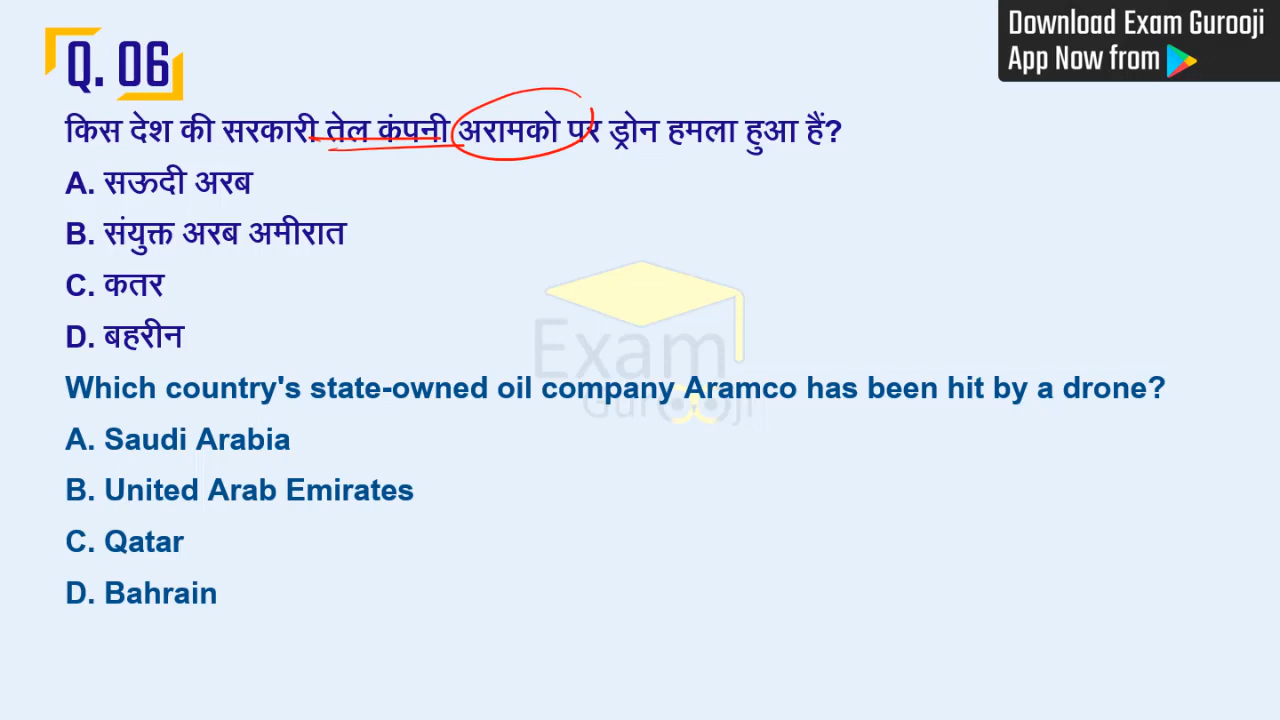 Download Exam Gurooji
App Now from
Q. 06
किस देश की सरकारी तेल कंपनी अरामको पर ड्रोन हमला हुआ हैं?
A. सऊदी अरब
B. संयुक्त अरब अमीरात
C. कतर
D. बहरीन
Which country's state-owned oil company Aramco has been hit by a drone?
A. Saudi Arabia
B. United Arab Emirates
C. Qatar
D. Bahrain
Exam
Gurooji